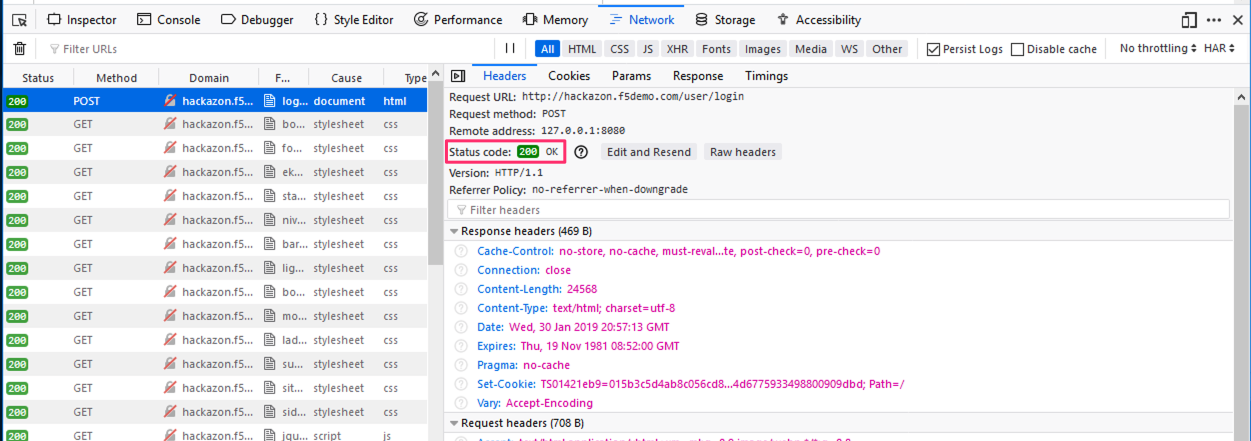 Inspector Console Debugger {} Style Editor Performance Memory Network Storage Accessibility
Filter URLs All HTML CSS JS XHR Fonts Images Media WS Other Persist Logs Disable cache No throttling HAR
Status Method Domain F... Cause Type
200 POST hackazon.f5... log... document html
200 GET hackazon.f5... bo... stylesheet css
200 GET hackazon.f5... fo... stylesheet css
200 GET hackazon.f5... ek... stylesheet css
200 GET hackazon.f5... sta... stylesheet css
200 GET hackazon.f5... niv... stylesheet css
200 GET hackazon.f5... bar... stylesheet css
200 GET hackazon.f5... lig... stylesheet css
200 GET hackazon.f5... bo... stylesheet css
200 GET hackazon.f5... mo... stylesheet css
200 GET hackazon.f5... lad... stylesheet css
200 GET hackazon.f5... su... stylesheet css
200 GET hackazon.f5... sit... stylesheet css
200 GET hackazon.f5... sid... stylesheet css
200 GET hackazon.f5... jqu... script js
Headers Cookies Params Response Timings
Request URL: http://hackazon.f5demo.com/user/login
Request method: POST
Remote address: 127.0.0.1:8080
Status code: 200 OK ? Edit and Resend Raw headers
Version: HTTP/1.1
Referrer Policy: no-referrer-when-downgrade
Filter headers
Response headers (469 B)
? Cache-Control: no-store, no-cache, must-reval...te, post-check=0, pre-check=0
? Connection: close
? Content-Length: 24568
? Content-Type: text/html; charset=utf-8
? Date: Wed, 30 Jan 2019 20:57:13 GMT
? Expires: Thu, 19 Nov 1981 08:52:00 GMT
? Pragma: no-cache
? Set-Cookie: TS01421eb9=015b3c5d4ab8c056cd8...4d6775933498800909dbd; Path=/
? Vary: Accept-Encoding
Request headers (708 B)